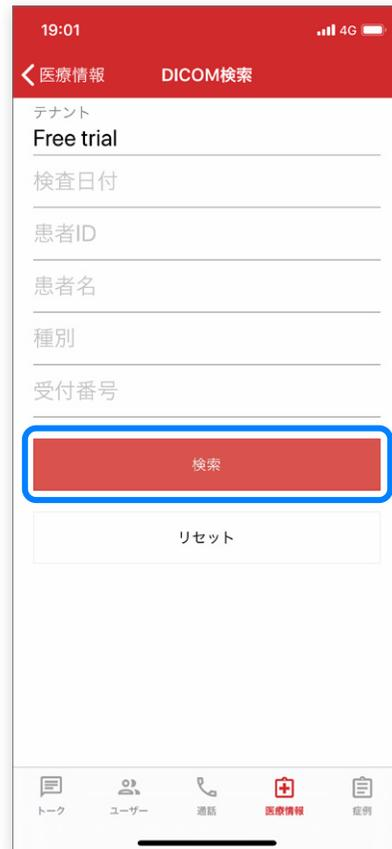 19:01 4G
医療情報 DICOM検索
テナント
Free trial
検査日付
患者ID
患者名
種別
受付番号
検索
リセット
トーク ユーザー 通話 医療情報 症例